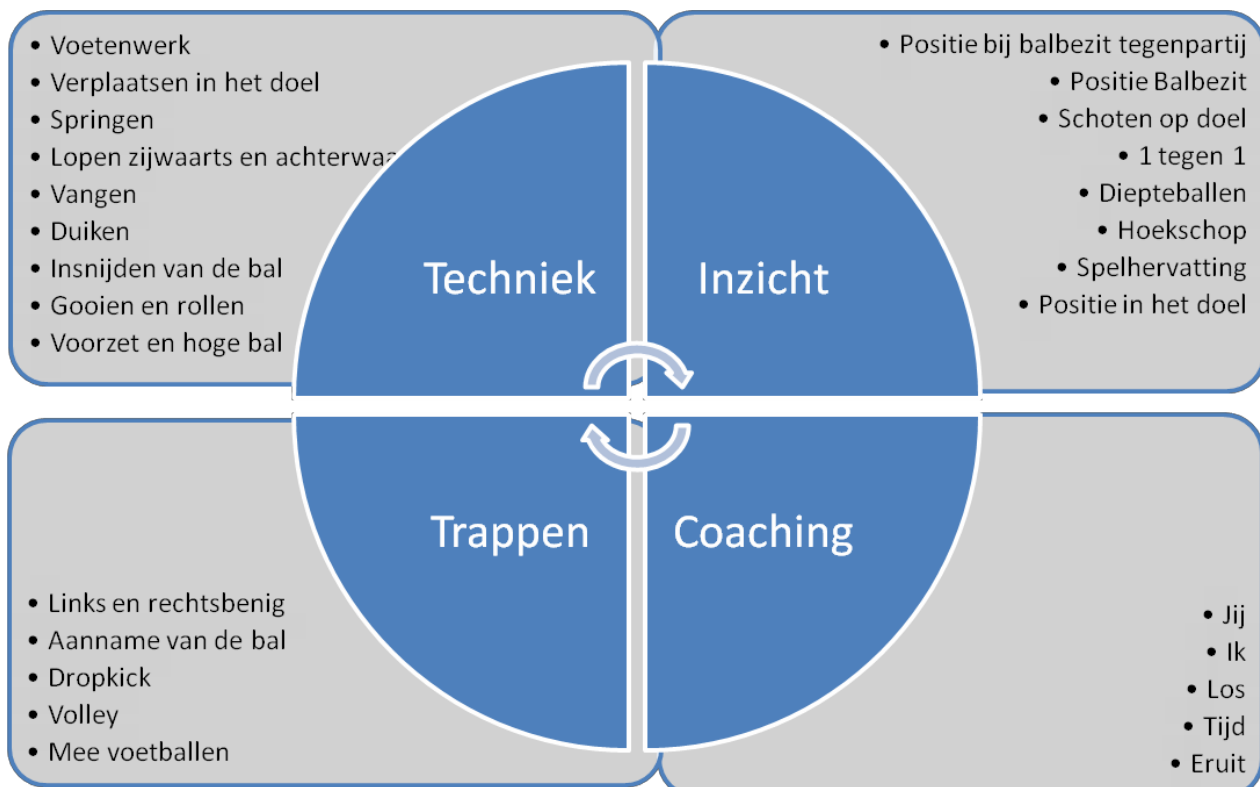 • Voetenwerk
• Verplaatsen in het doel
• Springen
• Lopen zijwaarts en
• Vangen
• Duiken
• Insnijden van de bal
• Gooien en rollen
• Voorzet en hoge bal
Techniek
• Positie bij balbezit tegenpartij
• Positie Balbezit
• Schoten op doel
• 1 tegen 1
• Diepteballen
• Hoekschop
• Spelhervatting
• Positie in het doel
Inzicht
Trappen
• Links en rechtsbenig
• Aanname van de bal
• Dropkick
• Volley
• Mee voetballen
Coaching
• Jij
• Ik
• Los
• Tijd
• Eruit